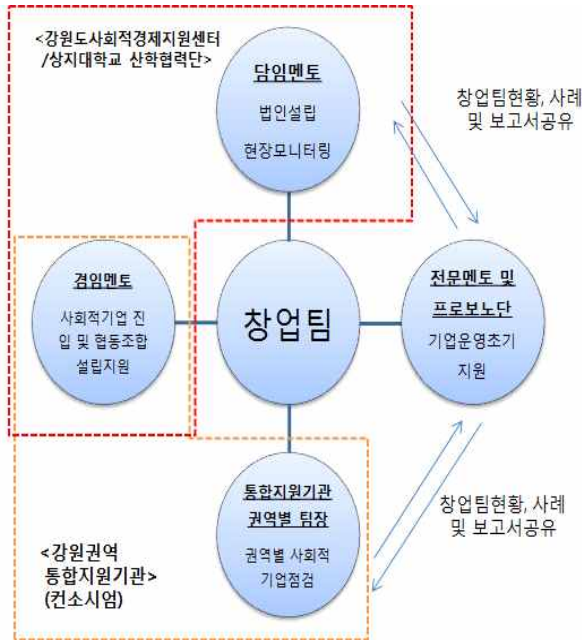 <강원도사회적경제지원센터
/상지대학교 산학협력단>
담임멘토
법인설립
현장모니터링
창업팀현황, 사례
및 보고서공유
겸임멘토
사회적기업 진
입 및 협동조합
설립지원
창업팀
전문멘토 및
프로보노단
기업운영초기
지원
통합지원기관
권역별 팀장
권역별 사회적
기업점검
창업팀현황, 사례
및 보고서공유
<강원권역
통합지원기관>
(컨소시엄)